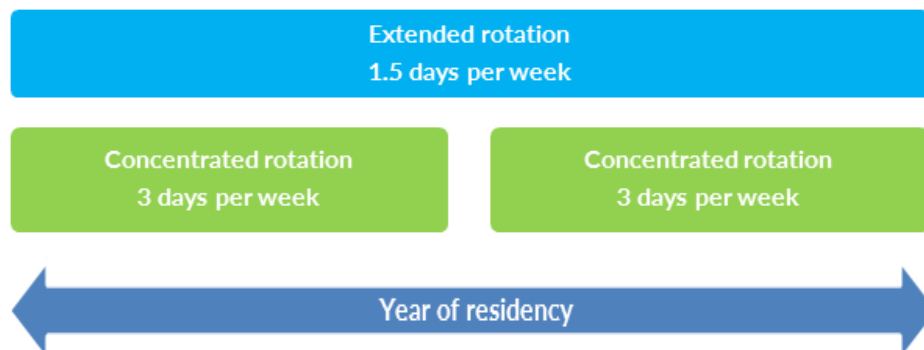 Extended rotation
1.5 days per week
Concentrated rotation
3 days per week
Concentrated rotation
3 days per week
Year of residency